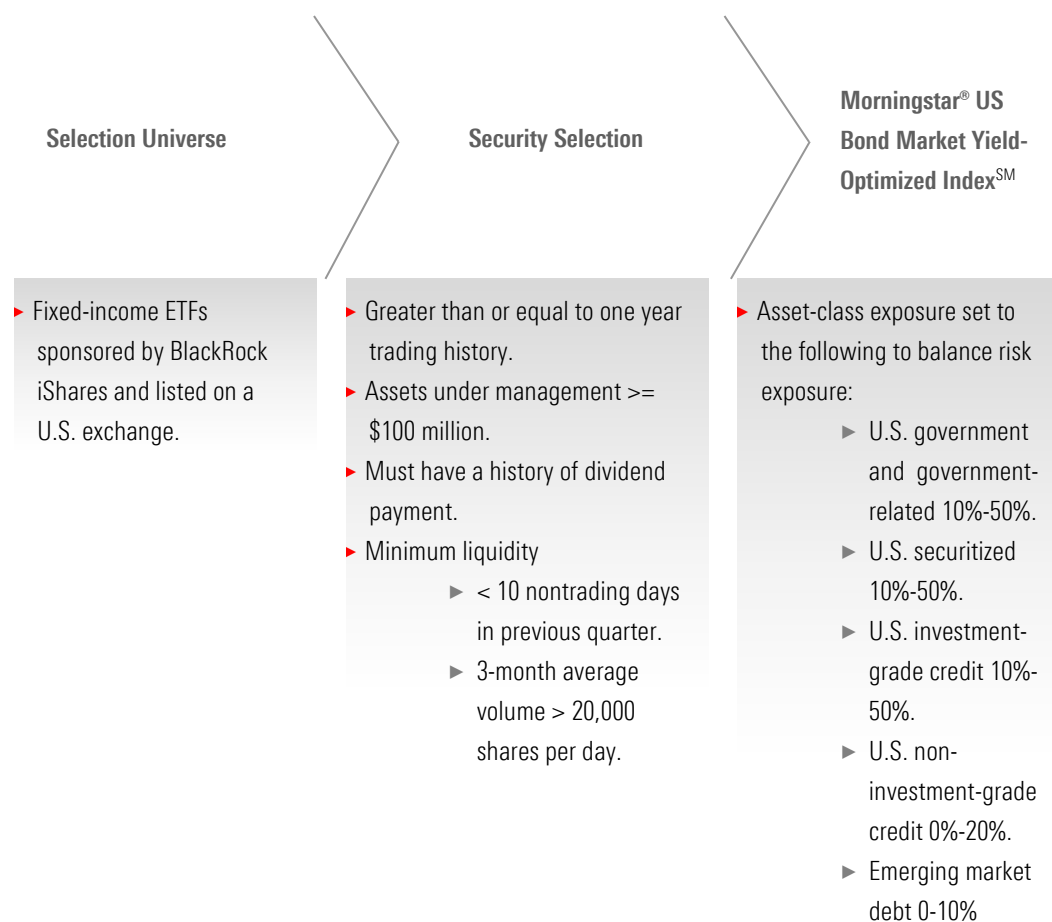 Selection Universe
Security Selection
Morningstar® US
Bond Market Yield-
Optimized Index℠
► Fixed-income ETFs
sponsored by BlackRock
iShares and listed on a
U.S. exchange.
► Greater than or equal to one year
trading history.
► Assets under management >=
$100 million.
► Must have a history of dividend
payment.
► Minimum liquidity
► < 10 nontrading days
in previous quarter.
► 3-month average
volume > 20,000
shares per day.
► Asset-class exposure set to
the following to balance risk
exposure:
► U.S. government
and government-
related 10%-50%.
► U.S. securitized
10%-50%.
► U.S. investment-
grade credit 10%-
50%.
► U.S. non-
investment-grade
credit 0%-20%.
► Emerging market
debt 0-10%